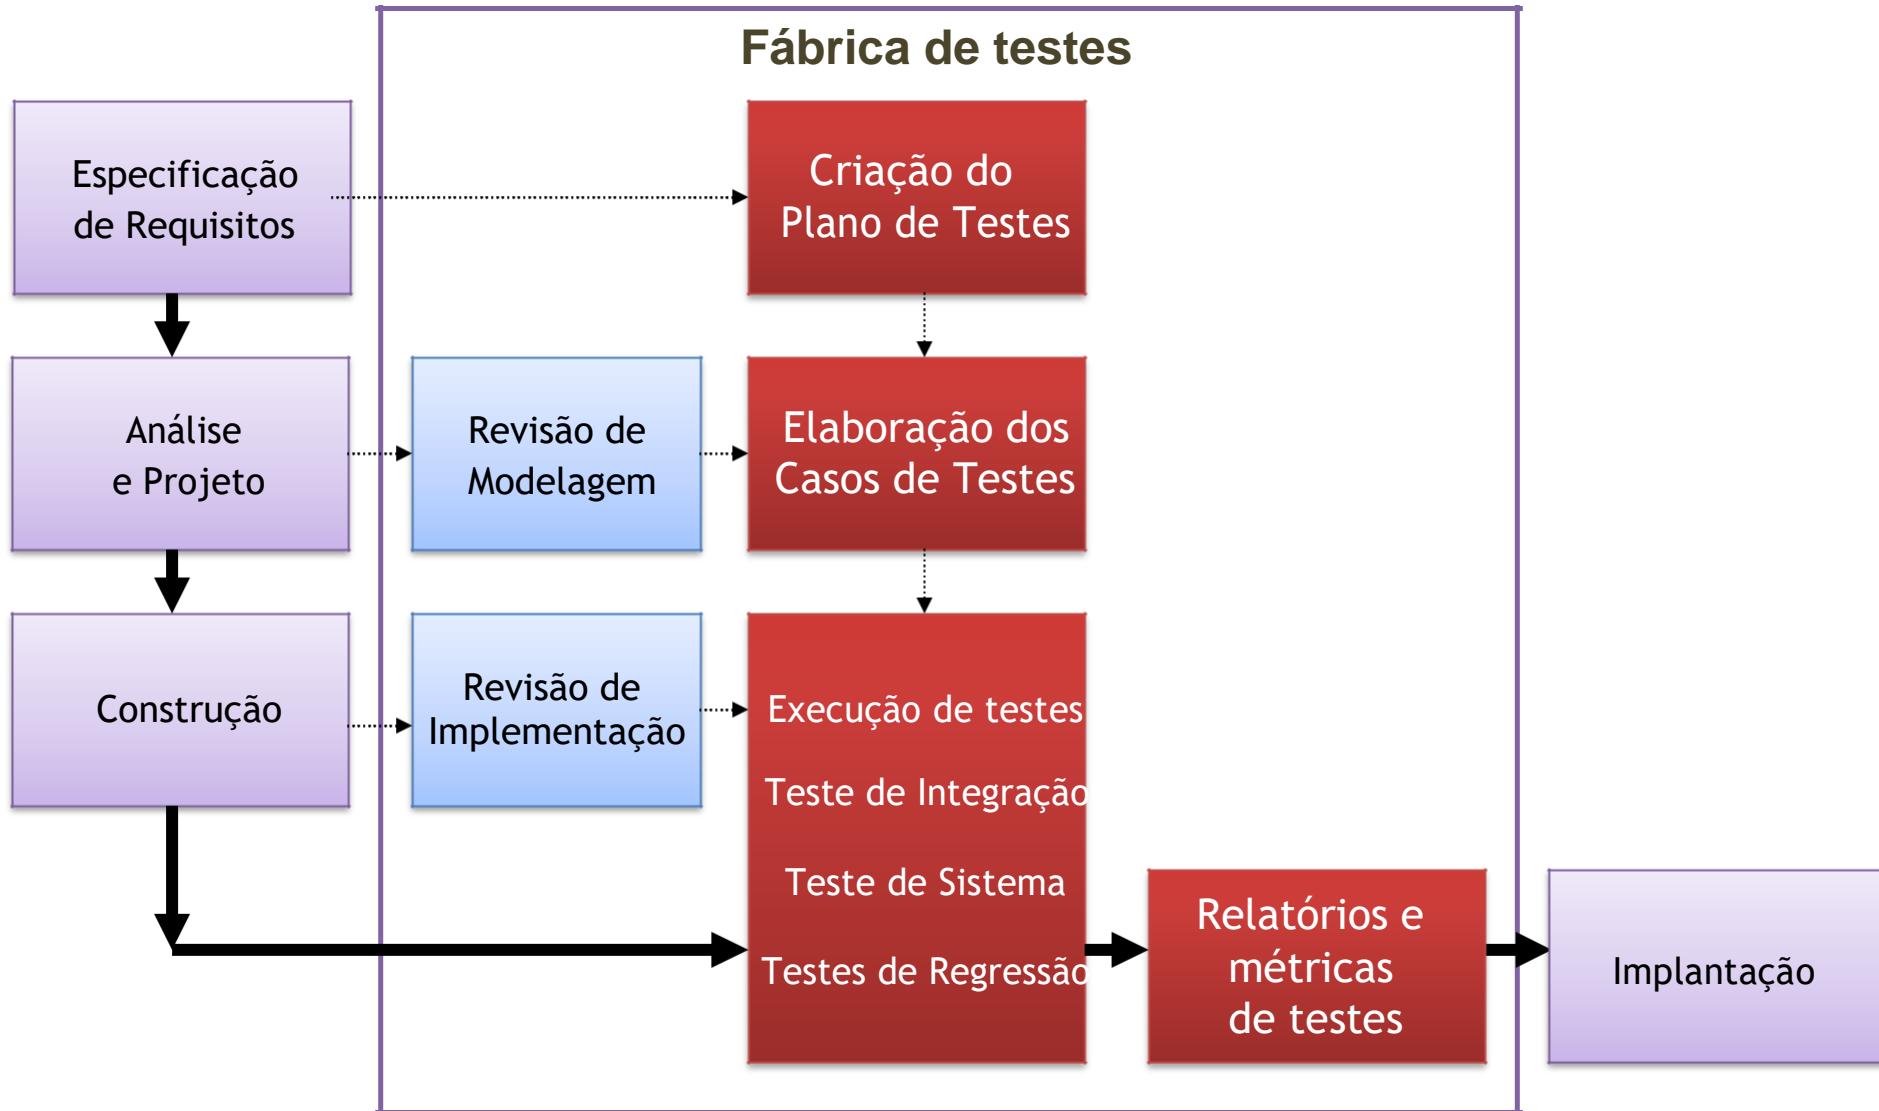 Fábrica de testes
Especificação
de Requisitos
Criação do
Plano de Testes
Análise
e Projeto
Revisão de
Modelagem
Elaboração dos
Casos de Testes
Construção
Revisão de
Implementação
Execução de testes
Teste de Integração
Teste de Sistema
Testes de Regressão
Relatórios e
métricas
de testes
Implantação